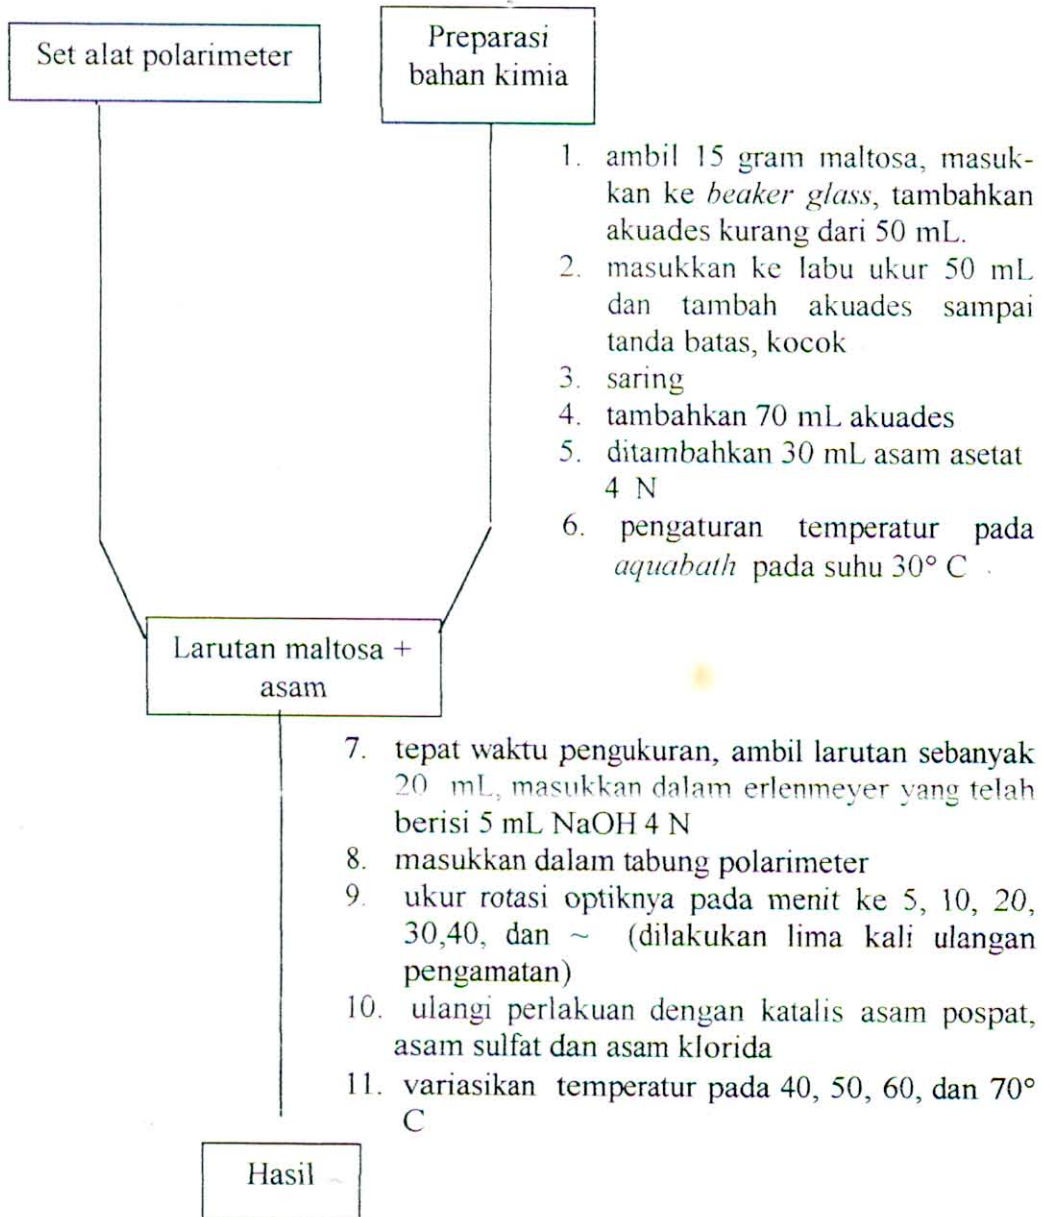 Set alat polarimeter
Preparasi
bahan kimia
1. ambil 15 gram maltosa, masuk-
kan ke beaker glass, tambahkan
akuades kurang dari 50 mL.
2. masukkan ke labu ukur 50 mL
dan tambah akuades sampai
tanda batas, kocok
3. saring
4. tambahkan 70 mL akuades
5. ditambahkan 30 mL asam asetat
4 N
6. pengaturan temperatur pada
aquabath pada suhu 30° C
Larutan maltosa +
asam
7. tepat waktu pengukuran, ambil larutan sebanyak
20 mL, masukkan dalam erlenmeyer yang telah
berisi 5 mL NaOH 4 N
8. masukkan dalam tabung polarimeter
9. ukur rotasi optiknya pada menit ke 5, 10, 20,
30,40, dan ~ (dilakukan lima kali ulangan
pengamatan)
10. ulangi perlakuan dengan katalis asam pospat,
asam sulfat dan asam klorida
11. variasikan temperatur pada 40, 50, 60, dan 70°
C
Hasil